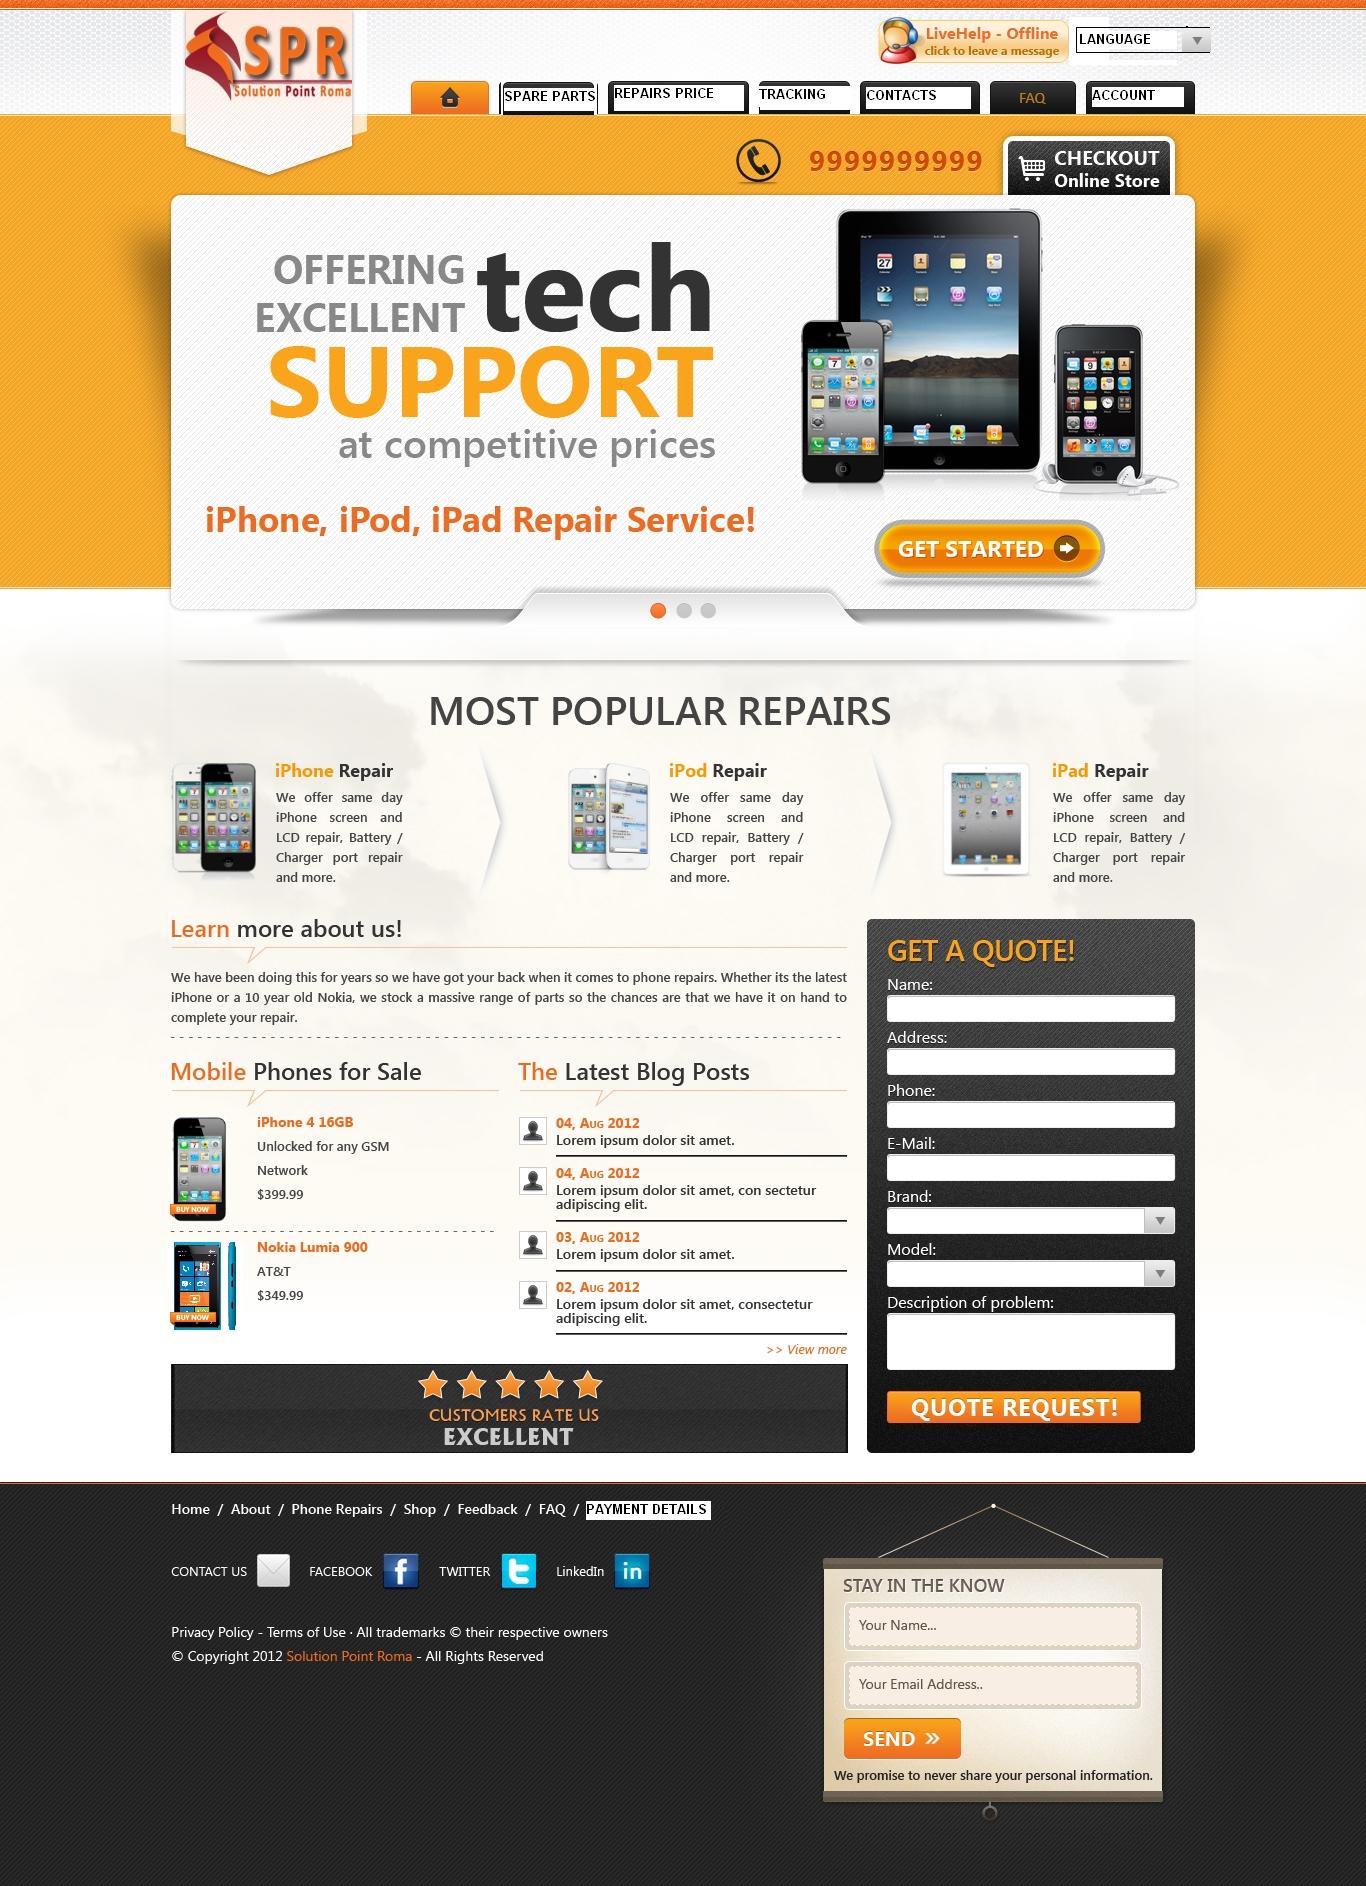 SPR
Solution Point Roma
LiveHelp - Offline
click to leave a message
LANGUAGE
SPARE PARTS
REPAIRS PRICE
TRACKING
CONTACTS
FAQ
ACCOUNT
9999999999
CHECKOUT
Online Store
OFFERING
EXCELLENT
tech
SUPPORT
at competitive prices
iPhone, iPod, iPad Repair Service!
GET STARTED
MOST POPULAR REPAIRS
iPhone Repair
We offer same day
iPhone screen and
LCD repair, Battery /
Charger port repair
and more.
iPod Repair
We offer same day
iPhone screen and
LCD repair, Battery /
Charger port repair
and more.
iPad Repair
We offer same day
iPhone screen and
LCD repair, Battery /
Charger port repair
and more.
Learn more about us!
We have been doing this for years so we have got your back when it comes to phone repairs. Whether its the latest
iPhone or a 10 year old Nokia, we stock a massive range of parts so the chances are that we have it on hand to
complete your repair.
Mobile Phones for Sale
iPhone 4 16GB
Unlocked for any GSM
Network
$399.99
BUY NOW
Nokia Lumia 900
AT&T
$349.99
BUY NOW
The Latest Blog Posts
04, Aug 2012
Lorem ipsum dolor sit amet.
04, Aug 2012
Lorem ipsum dolor sit amet, con sectetur
adipiscing elit.
03, Aug 2012
Lorem ipsum dolor sit amet.
02, Aug 2012
Lorem ipsum dolor sit amet, consectetur
adipiscing elit.
>> View more
CUSTOMERS RATE US
EXCELLENT
GET A QUOTE!
Name:
Address:
Phone:
E-Mail:
Brand:
Model:
Description of problem:
QUOTE REQUEST!
Home / About / Phone Repairs / Shop / Feedback / FAQ / PAYMENT DETAILS
CONTACT US
FACEBOOK
TWITTER
LinkedIn
Privacy Policy - Terms of Use · All trademarks © their respective owners
© Copyright 2012 Solution Point Roma - All Rights Reserved
STAY IN THE KNOW
Your Name...
Your Email Address..
SEND »
We promise to never share your personal information.